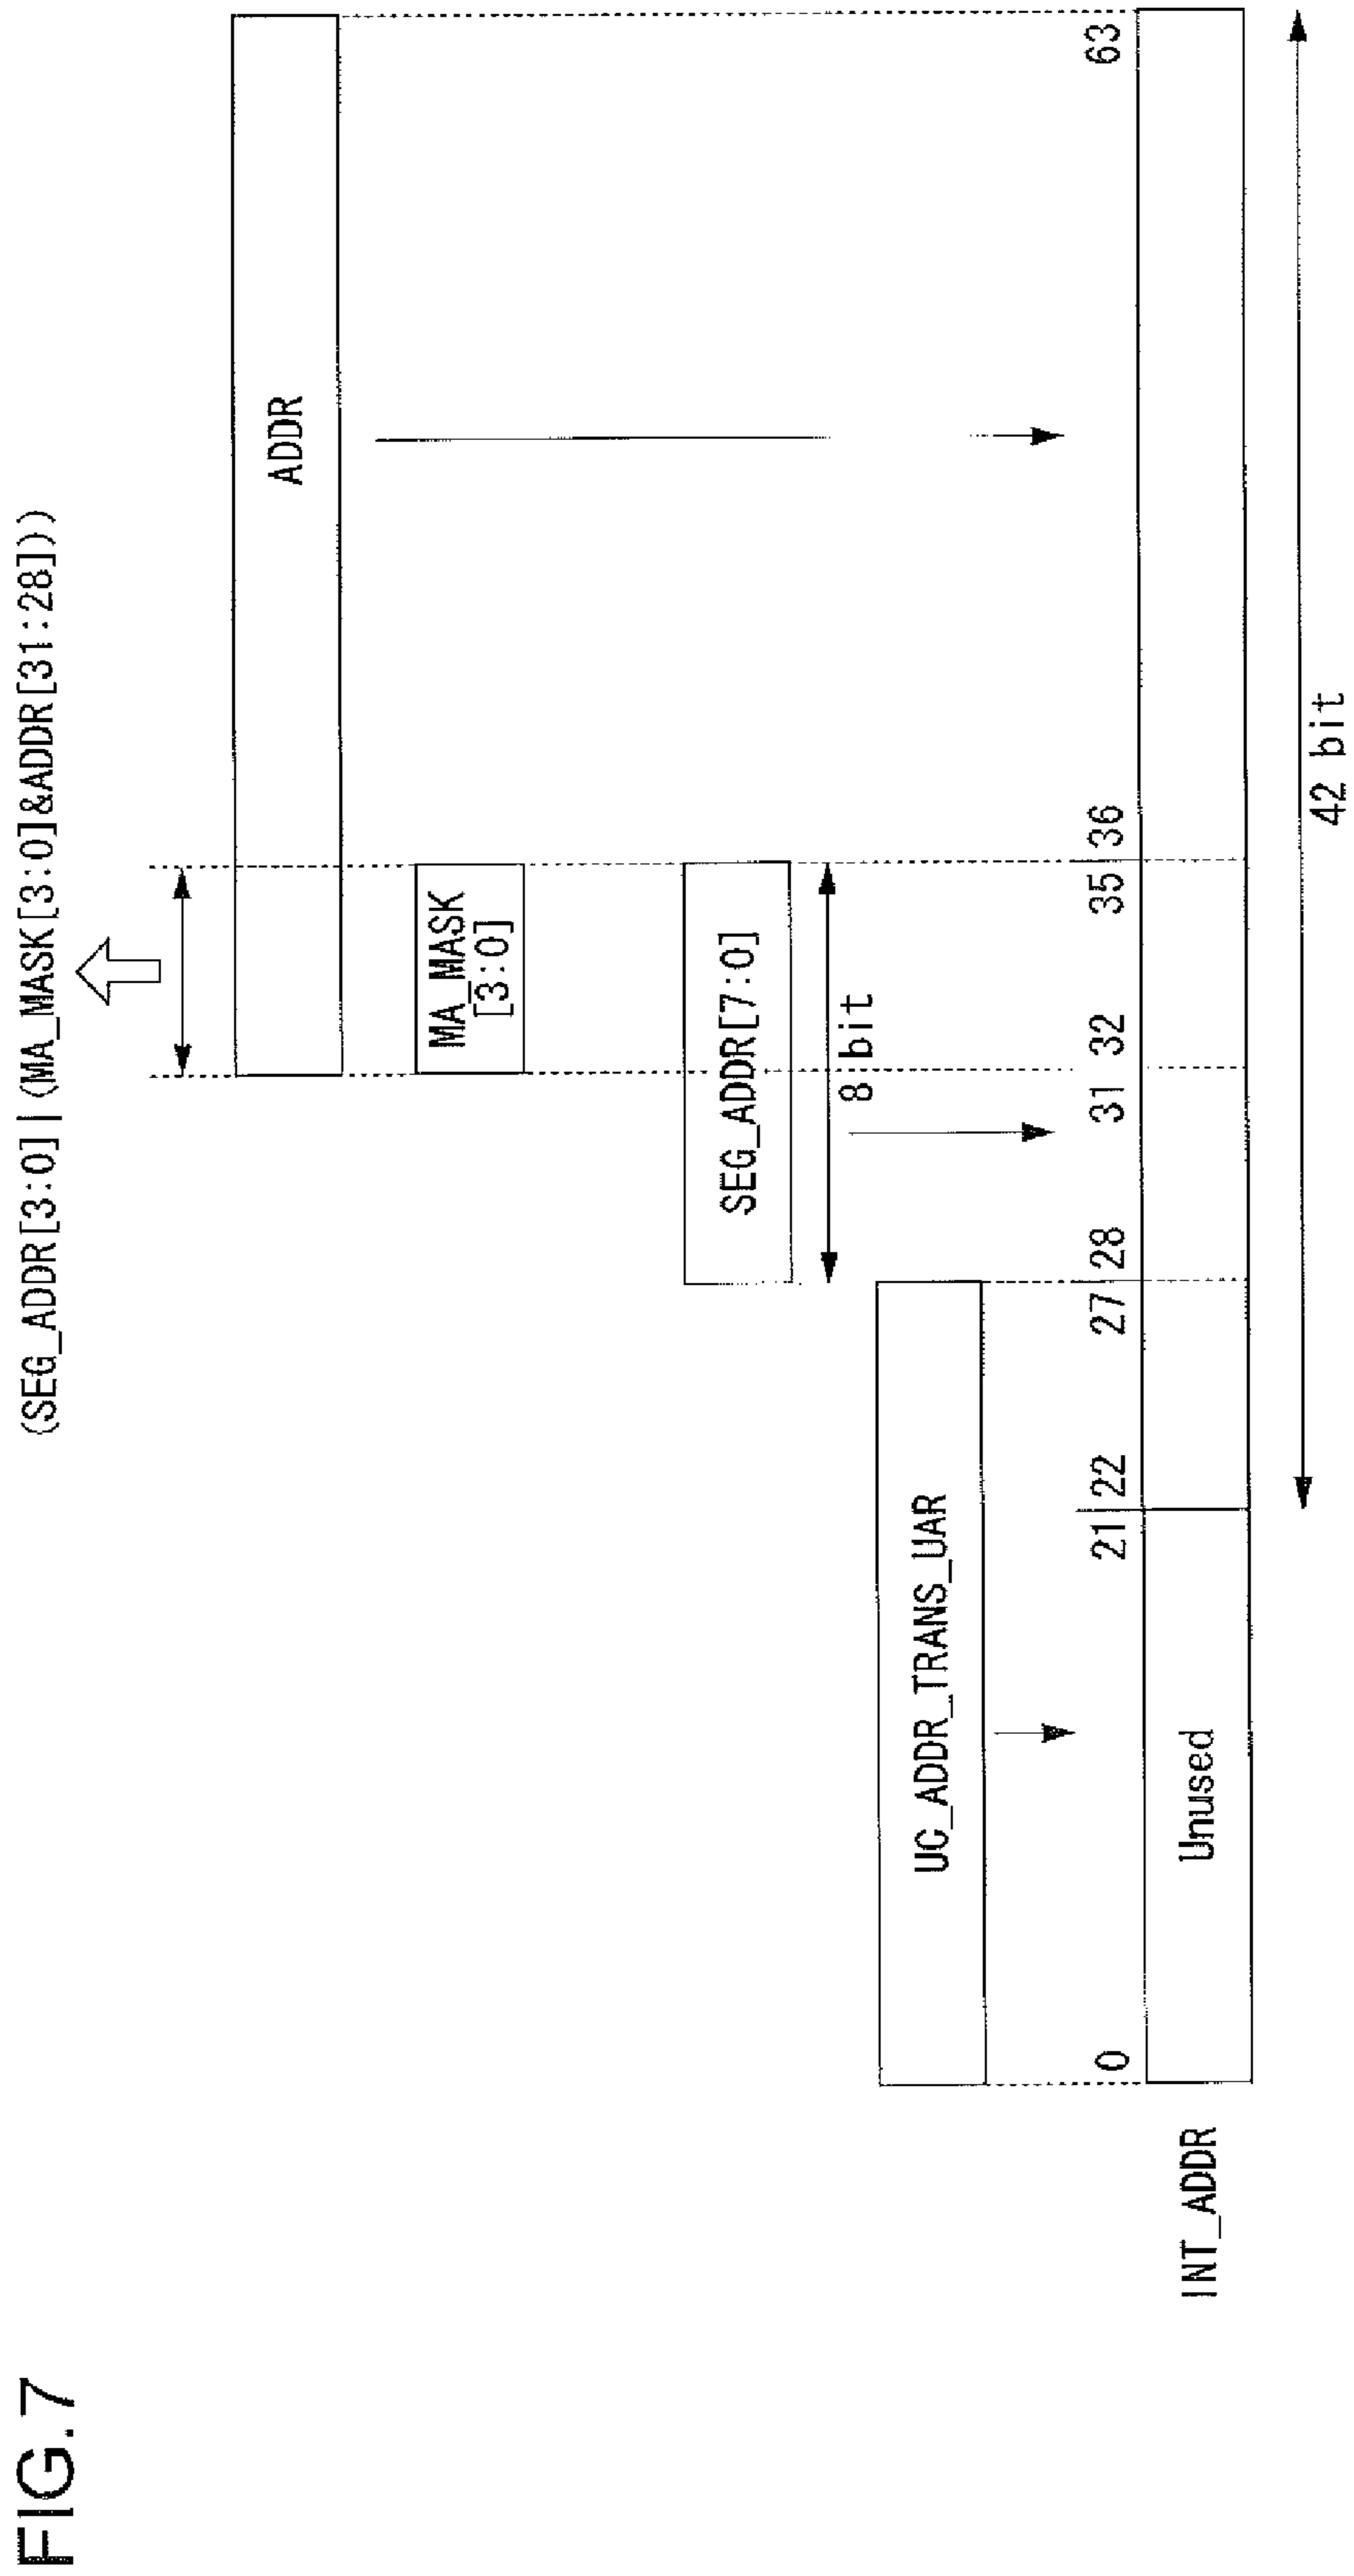 FIG.7
(SEG_ADDR[3:0]|(MA_MASK[3:0]&ADDR[31:28]))
ADDR
MA_MASK
[3:0]
SEG_ADDR[7:0]
8 bit
UC_ADDR_TRANS_UAR
0 21 22 27 28 31 32 35 36 63
INT_ADDR
Unused
42 bit